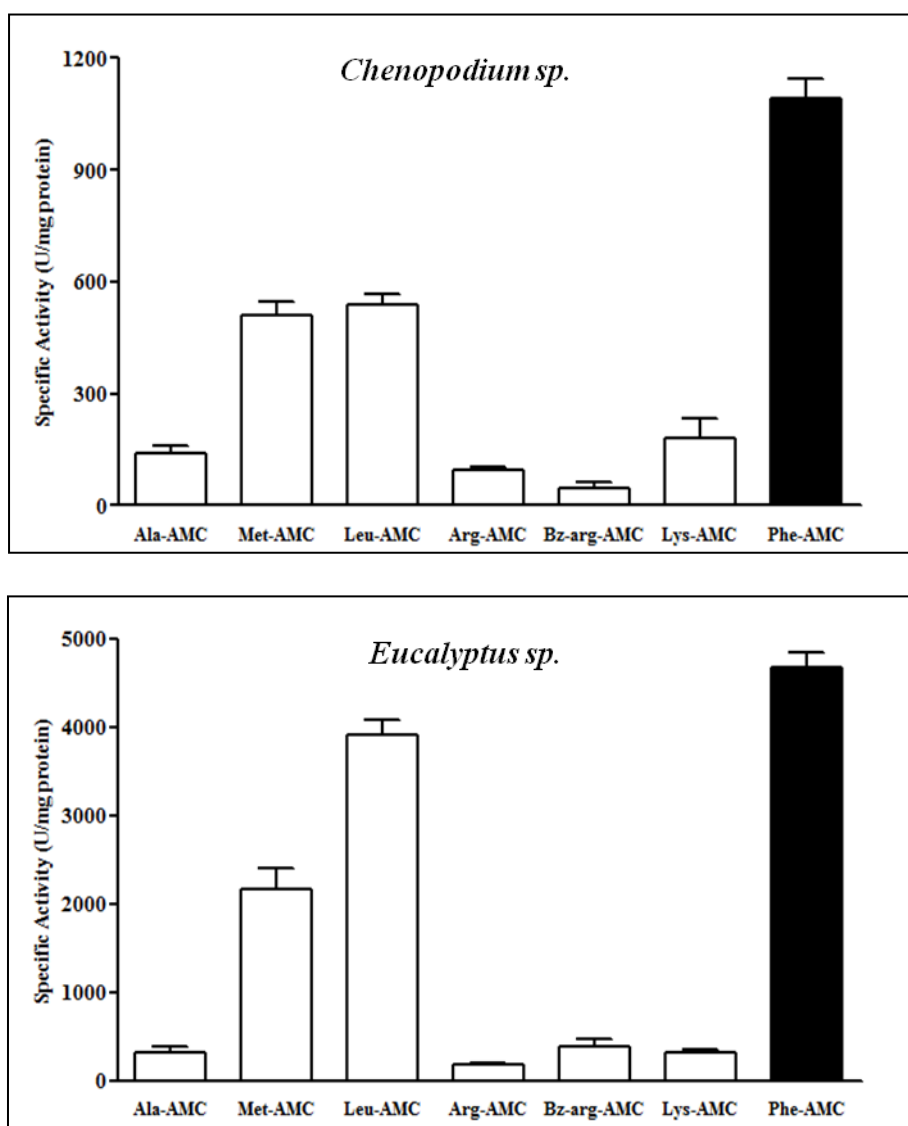 Chenopodium sp.
Specific Activity (U/mg protein)
1200
900
600
300
0
Ala-AMC Met-AMC Leu-AMC Arg-AMC Bz-arg-AMC Lys-AMC Phe-AMC
Eucalyptus sp.
Specific Activity (U/mg protein)
5000
4000
3000
2000
1000
0
Ala-AMC Met-AMC Leu-AMC Arg-AMC Bz-arg-AMC Lys-AMC Phe-AMC